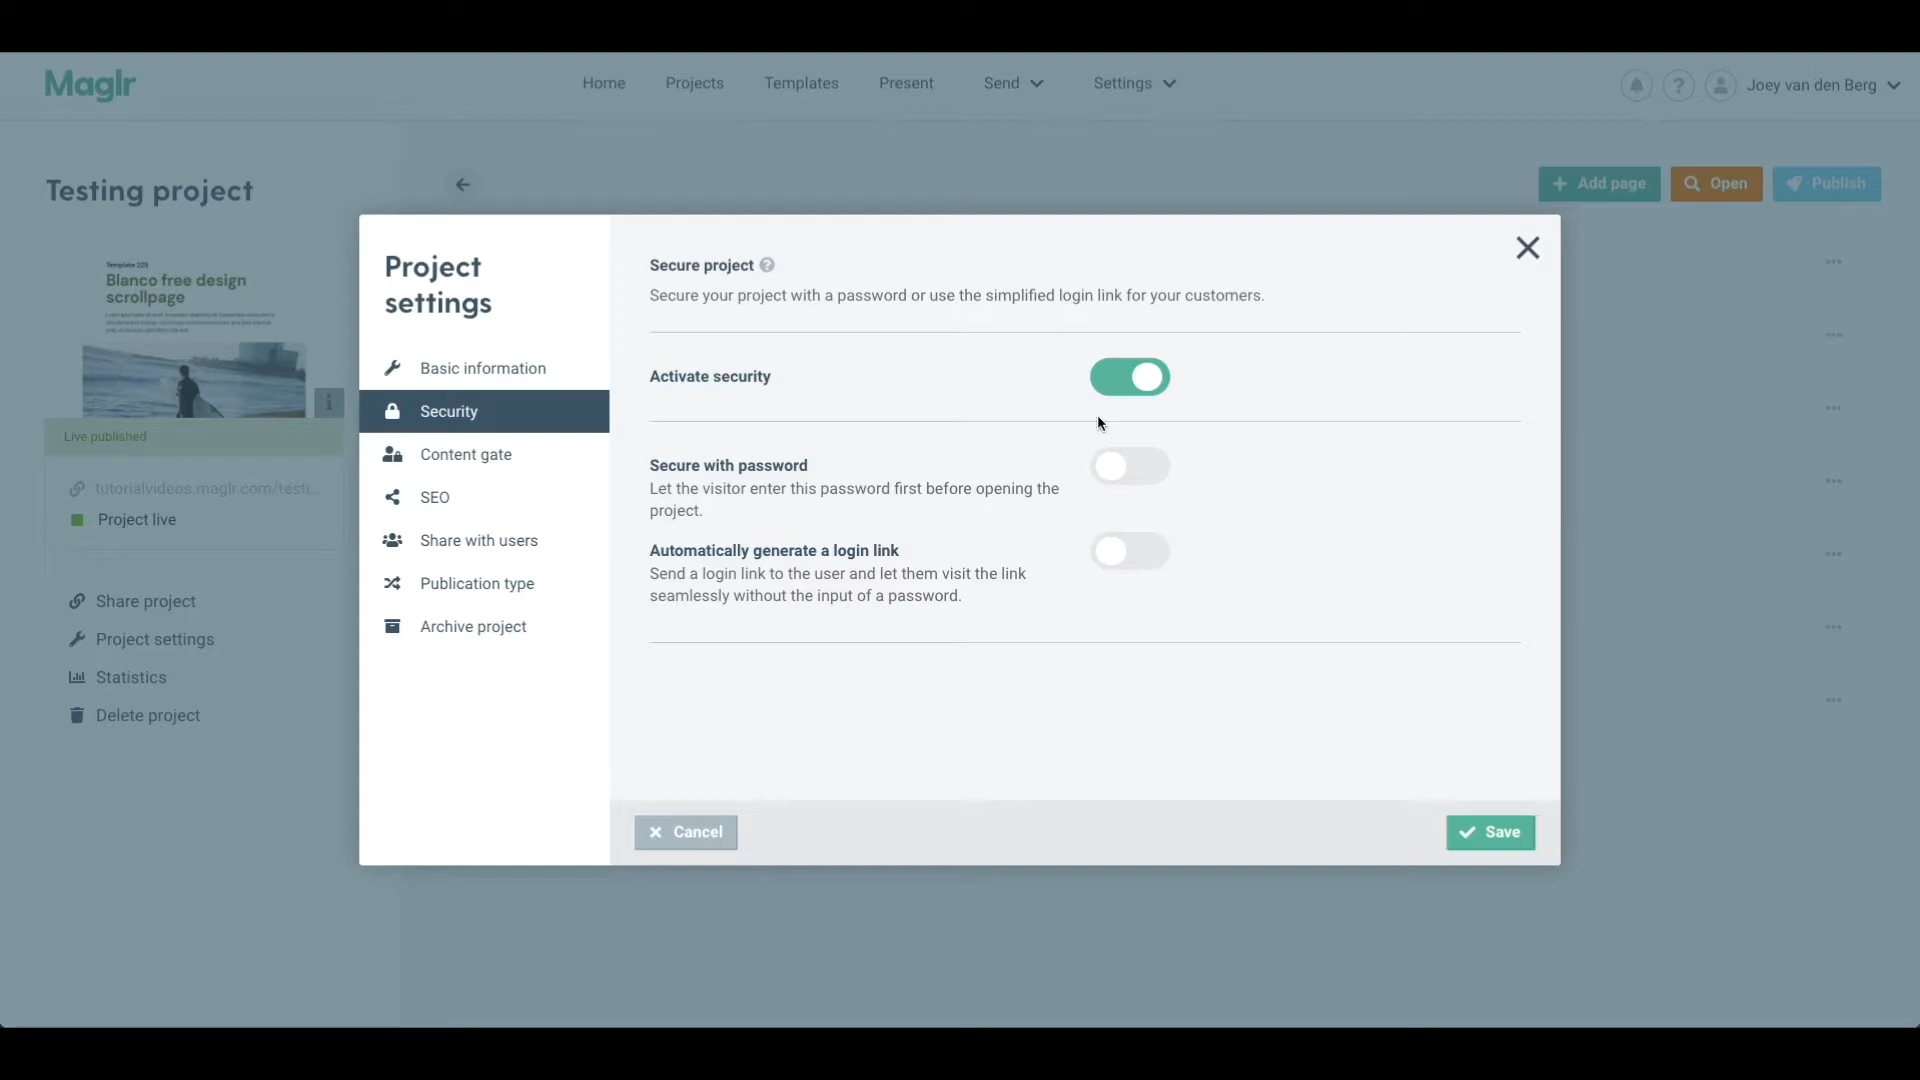 Maglr
Home Projects Templates Present Send Settings
? Joey van den Berg
Testing project
Add page Open Publish
Template 229
Blanco free design
scrollpage
Live published
tutorialvideos.maglr.com/testi...
Project live
Share project
Project settings
Statistics
Delete project
Project
settings
Basic information
Security
Content gate
SEO
Share with users
Publication type
Archive project
Secure project ?
Secure your project with a password or use the simplified login link for your customers.
Activate security
Secure with password
Let the visitor enter this password first before opening the
project.
Automatically generate a login link
Send a login link to the user and let them visit the link
seamlessly without the input of a password.
Cancel
Save